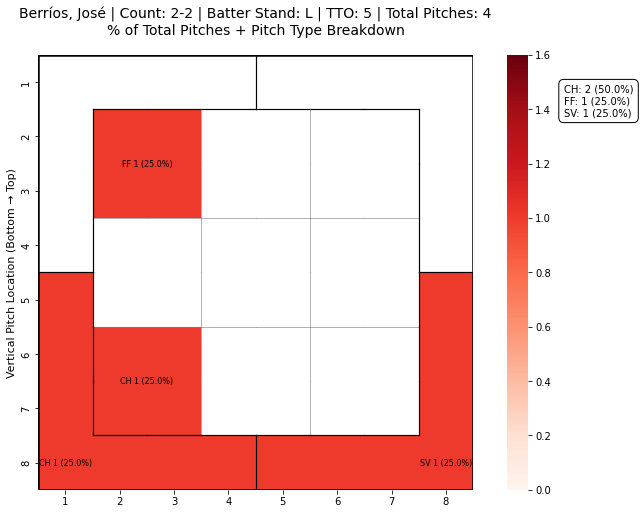 Berríos, José | Count: 2-2 | Batter Stand: L | TTO: 5 | Total Pitches: 4
% of Total Pitches + Pitch Type Breakdown
Vertical Pitch Location (Bottom → Top)
1
2
3
4
5
6
7
8
FF 1 (25.0%)
CH 1 (25.0%)
CH 1 (25.0%)
SV 1 (25.0%)
1
2
3
4
5
6
7
8
1.6
1.4
1.2
1.0
0.8
0.6
0.4
0.2
0.0
CH: 2 (50.0%)
FF: 1 (25.0%)
SV: 1 (25.0%)